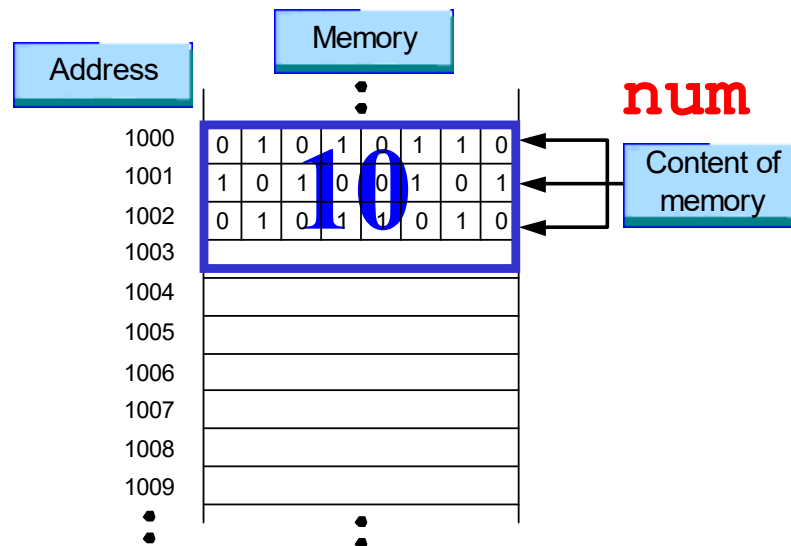 Memory
Address
num
1000 0 1 0 1 0 1 1 0
1001 1 0 1 0 0 1 0 1
1002 0 1 0 1 1 0 1 0
10
Content of
memory
1003
1004
1005
1006
1007
1008
1009